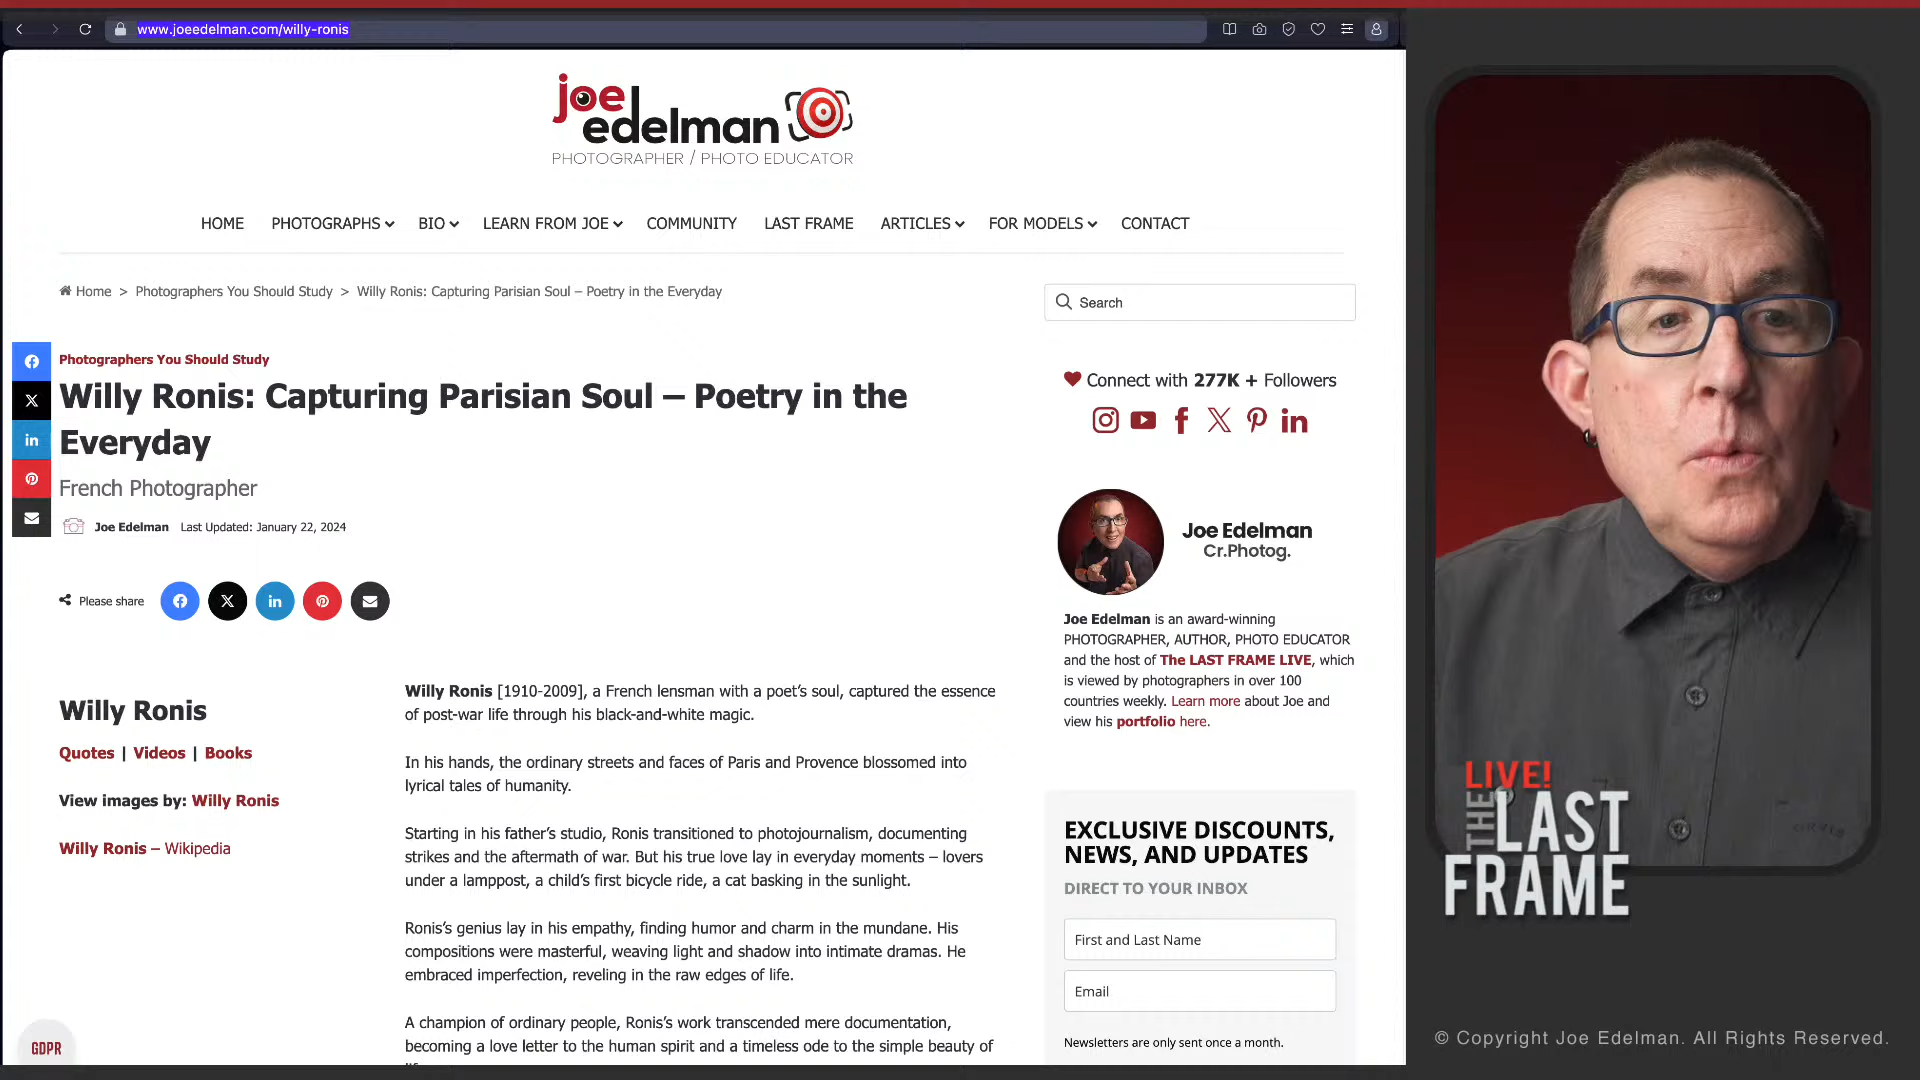 www.joeedelman.com/willy-ronis
joe edelman
PHOTOGRAPHER / PHOTO EDUCATOR
HOME PHOTOGRAPHS BIO LEARN FROM JOE COMMUNITY LAST FRAME ARTICLES FOR MODELS CONTACT
Home > Photographers You Should Study > Willy Ronis: Capturing Parisian Soul – Poetry in the Everyday
Photographers You Should Study
Willy Ronis: Capturing Parisian Soul – Poetry in the
Everyday
French Photographer
Joe Edelman Last Updated: January 22, 2024
Please share
Willy Ronis
Quotes | Videos | Books
View images by: Willy Ronis
Willy Ronis – Wikipedia
Willy Ronis [1910-2009], a French lensman with a poet's soul, captured the essence
of post-war life through his black-and-white magic.
In his hands, the ordinary streets and faces of Paris and Provence blossomed into
lyrical tales of humanity.
Starting in his father's studio, Ronis transitioned to photojournalism, documenting
strikes and the aftermath of war. But his true love lay in everyday moments – lovers
under a lamppost, a child's first bicycle ride, a cat basking in the sunlight.
Ronis's genius lay in his empathy, finding humor and charm in the mundane. His
compositions were masterful, weaving light and shadow into intimate dramas. He
embraced imperfection, reveling in the raw edges of life.
A champion of ordinary people, Ronis's work transcended mere documentation,
becoming a love letter to the human spirit and a timeless ode to the simple beauty of
GDPR
Search
Connect with 277K + Followers
Joe Edelman
Cr.Photog.
Joe Edelman is an award-winning
PHOTOGRAPHER, AUTHOR, PHOTO EDUCATOR
and the host of The LAST FRAME LIVE, which
is viewed by photographers in over 100
countries weekly. Learn more about Joe and
view his portfolio here.
EXCLUSIVE DISCOUNTS,
NEWS, AND UPDATES
DIRECT TO YOUR INBOX
First and Last Name
Email
Newsletters are only sent once a month.
LIVE!
THE LAST
FRAME
© Copyright Joe Edelman. All Rights Reserved.